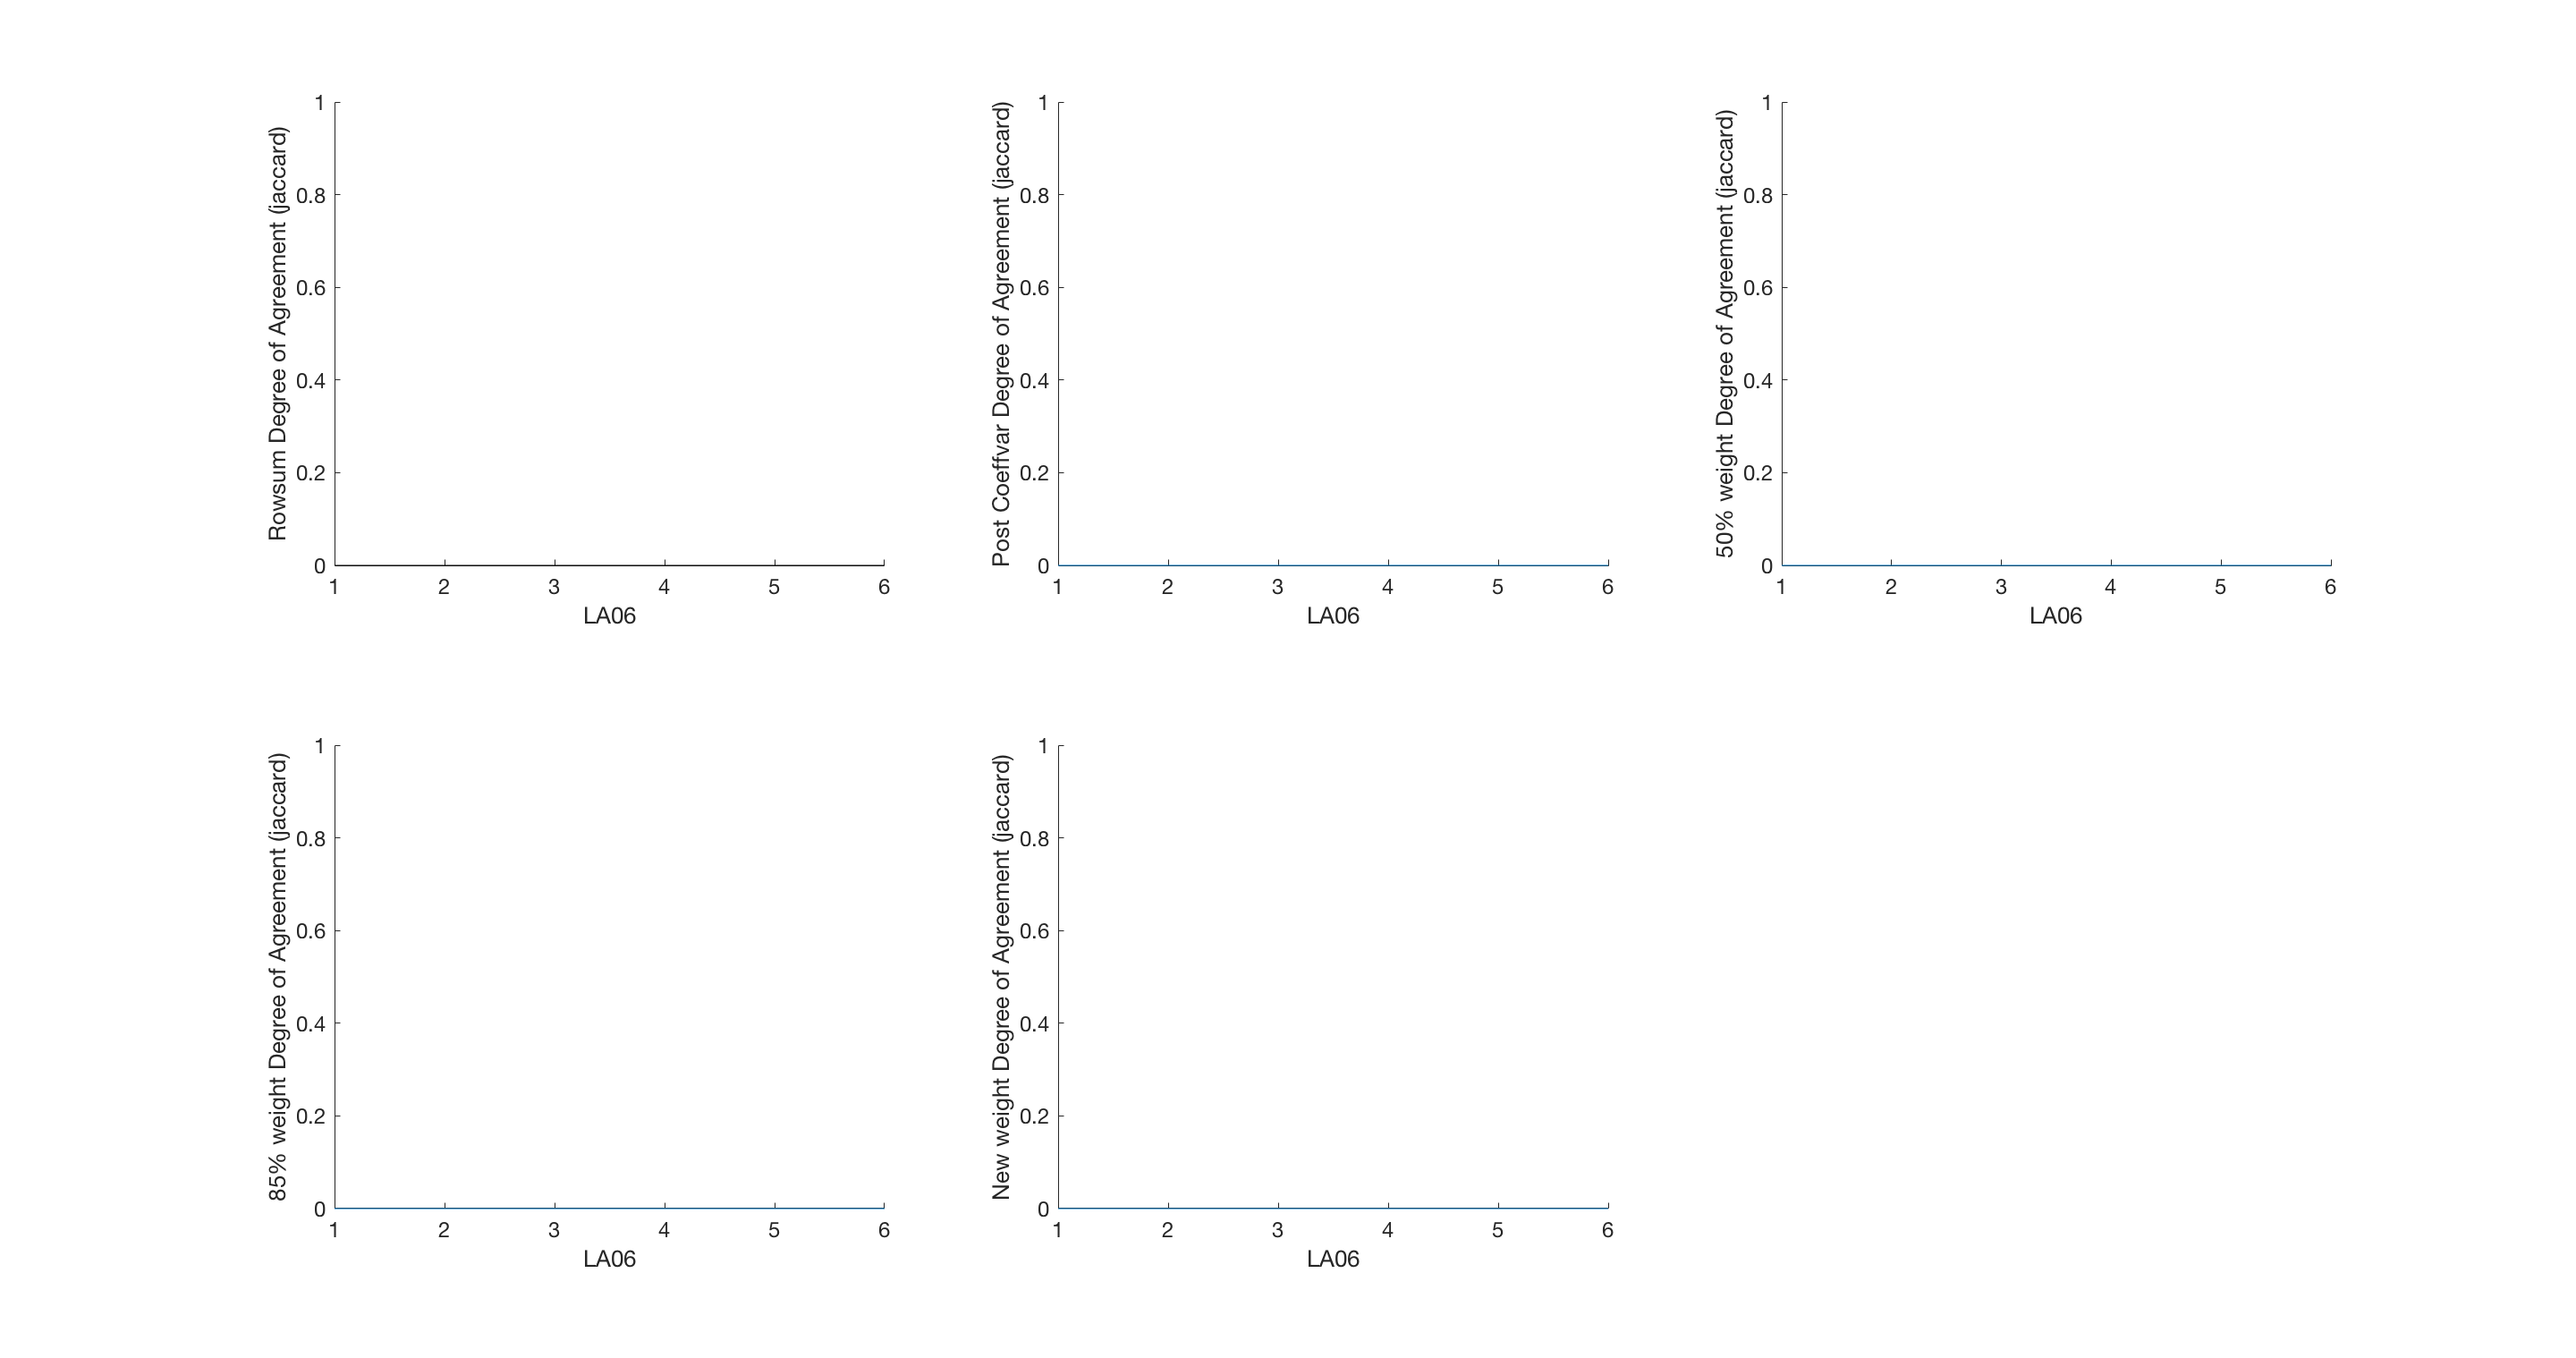 Rowsum Degree of Agreement (jaccard)
1
0.8
0.6
0.4
0.2
0
1 2 3 4 5 6
LA06
Post Coeffvar Degree of Agreement (jaccard)
1
0.8
0.6
0.4
0.2
0
1 2 3 4 5 6
LA06
50% weight Degree of Agreement (jaccard)
1
0.8
0.6
0.4
0.2
0
1 2 3 4 5 6
LA06
85% weight Degree of Agreement (jaccard)
1
0.8
0.6
0.4
0.2
0
1 2 3 4 5 6
LA06
New weight Degree of Agreement (jaccard)
1
0.8
0.6
0.4
0.2
0
1 2 3 4 5 6
LA06